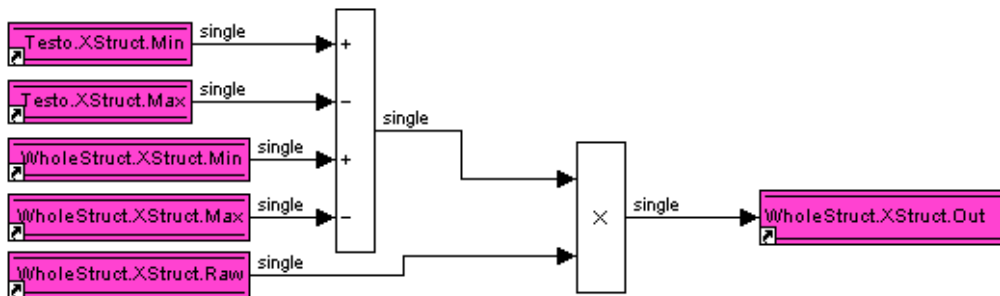 Testo.XStruct.Min single +
Testo.XStruct.Max single −
single
WholeStruct.XStruct.Min single +
WholeStruct.XStruct.Max single −
× single WholeStruct.XStruct.Out
WholeStruct.XStruct.Raw single